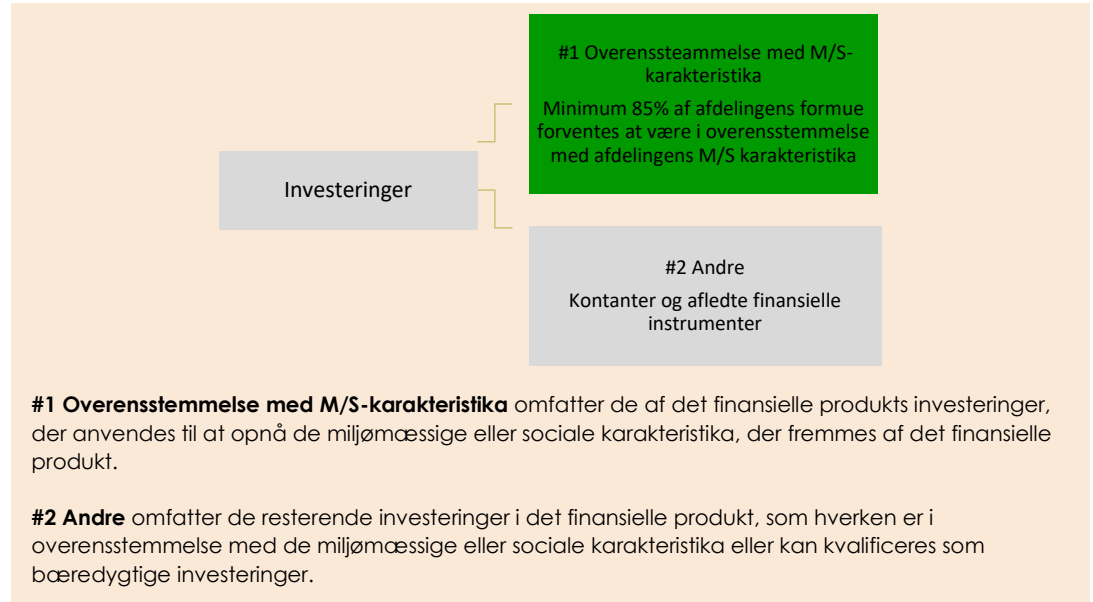 #1 Overenssteammelse med M/S-
karakteristika
Minimum 85% af afdelingens formue
forventes at være i overensstemmelse
med afdelingens M/S karakteristika
Investeringer
#2 Andre
Kontanter og afledte finansielle
instrumenter
#1 Overensstemmelse med M/S-karakteristika omfatter de af det finansielle produkts investeringer,
der anvendes til at opnå de miljømæssige eller sociale karakteristika, der fremmes af det finansielle
produkt.
#2 Andre omfatter de resterende investeringer i det finansielle produkt, som hverken er i
overensstemmelse med de miljømæssige eller sociale karakteristika eller kan kvalificeres som
bæredygtige investeringer.